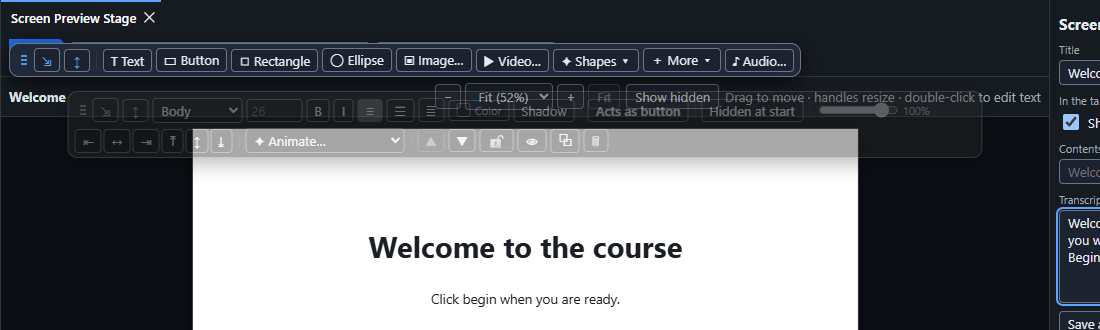 Screen Preview Stage
Screen
T Text Button Rectangle Ellipse Image... Video... Shapes + More Audio...
Title
Welco
Welcome
− Fit (52%) + Fit Show hidden Drag to move · handles resize · double-click to edit text
In the ta
Body 26 B I Color Shadow Acts as button Hidden at start 100%
Sh
Animate...
Contents
Welco
Transcrip
Welco
you w
Begin
Welcome to the course
Click begin when you are ready.
Save a